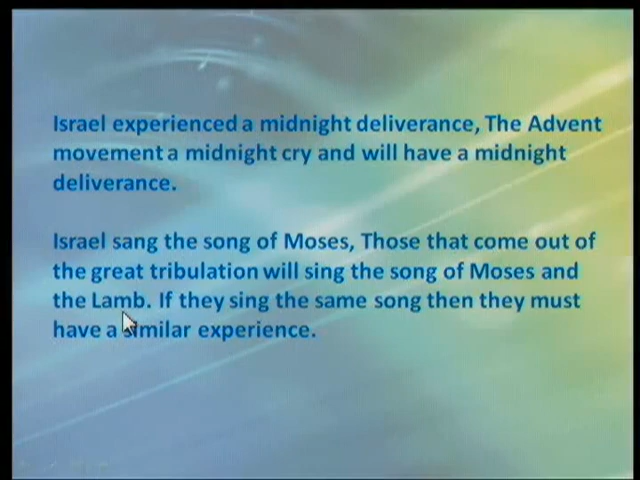 Israel experienced a midnight deliverance, The Advent
movement a midnight cry and will have a midnight
deliverance.
Israel sang the song of Moses, Those that come out of
the great tribulation will sing the song of Moses and
the Lamb. If they sing the same song then they must
have a similar experience.